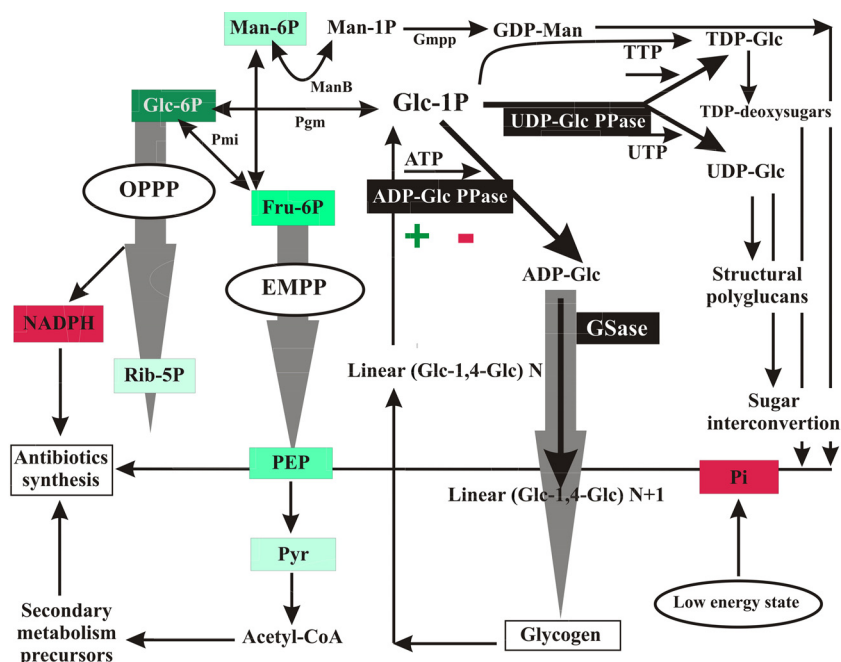 Man-6P
Man-1P
Gmpp
GDP-Man
TDP-Glc
TTP
ManB
Glc-6P
Pgm
Glc-1P
UDP-Glc PPase
TDP-deoxysugars
Pmi
UTP
ATP
UDP-Glc
OPPP
ADP-Glc PPase
Fru-6P
+
-
ADP-Glc
Structural
polyglucans
EMPP
NADPH
GSase
Rib-5P
Linear (Glc-1,4-Glc) N
Sugar
interconvertion
Antibiotics
synthesis
PEP
Pi
Linear (Glc-1,4-Glc) N+1
Pyr
Low energy state
Secondary
metabolism
precursors
Acetyl-CoA
Glycogen